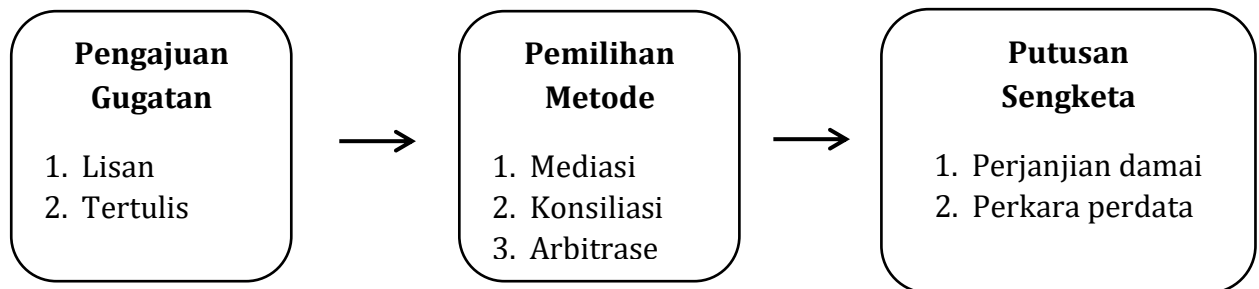 Pengajuan
Gugatan
1. Lisan
2. Tertulis
Pemilihan
Metode
1. Mediasi
2. Konsiliasi
3. Arbitrase
Putusan
Sengketa
1. Perjanjian damai
2. Perkara perdata